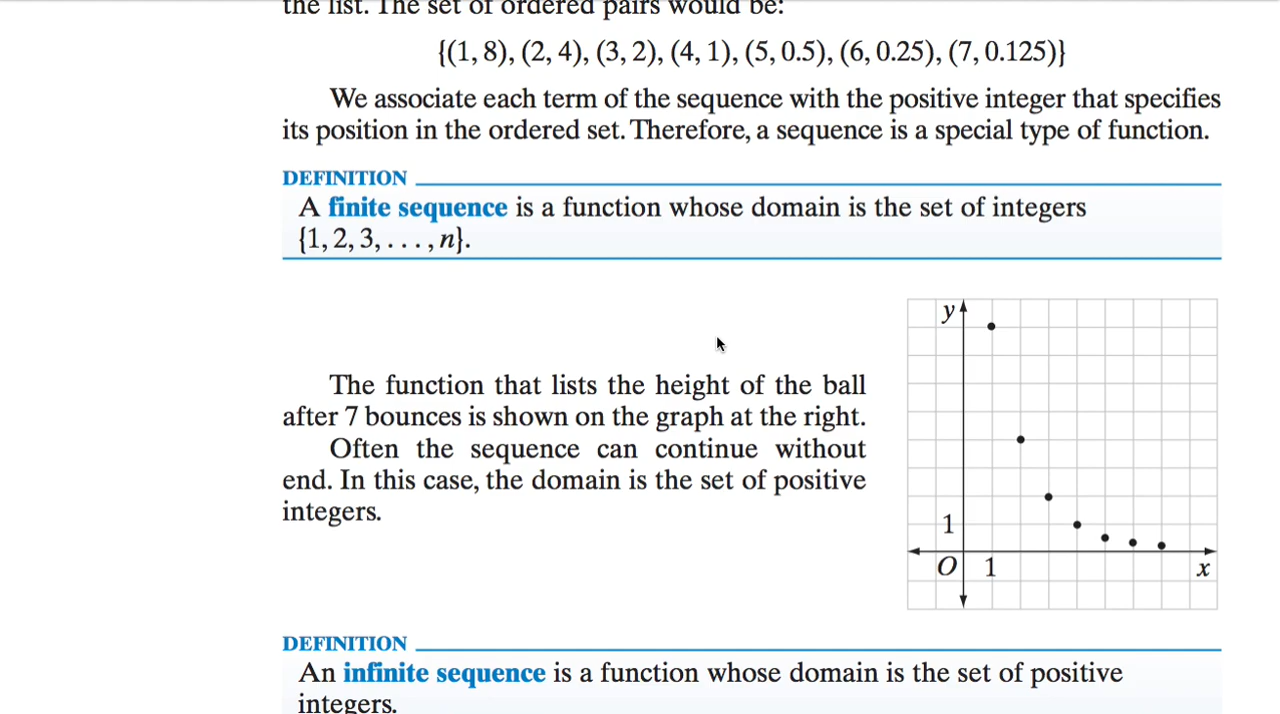 the list. The set of ordered pairs would be:
{(1, 8), (2, 4), (3, 2), (4, 1), (5, 0.5), (6, 0.25), (7, 0.125)}
We associate each term of the sequence with the positive integer that specifies
its position in the ordered set. Therefore, a sequence is a special type of function.
DEFINITION
A finite sequence is a function whose domain is the set of integers
{1, 2, 3, . . . , n}.
The function that lists the height of the ball
after 7 bounces is shown on the graph at the right.
Often the sequence can continue without
end. In this case, the domain is the set of positive
integers.
y
1
O 1 x
DEFINITION
An infinite sequence is a function whose domain is the set of positive
integers.